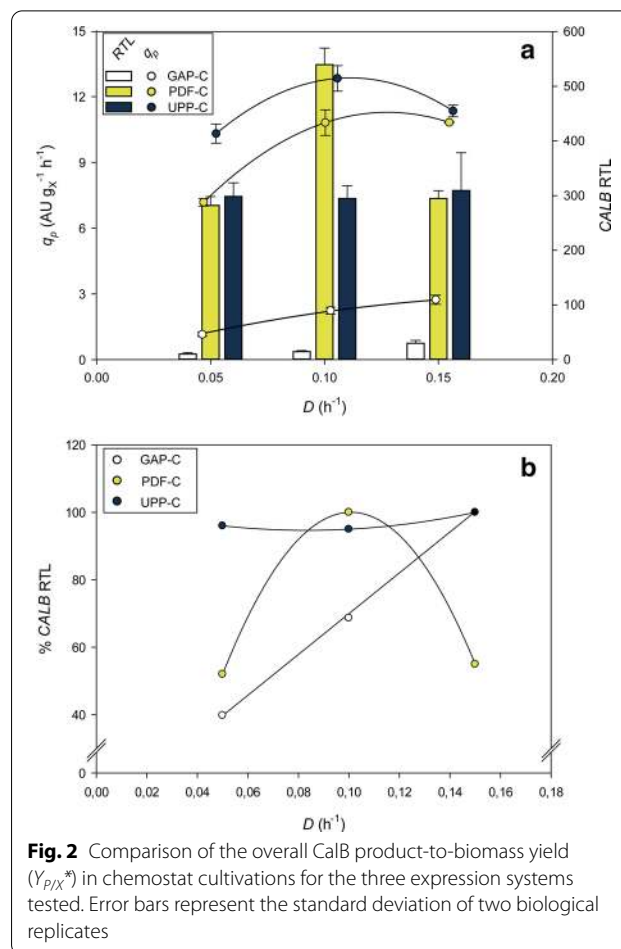 15
12
9
6
3
0
q_p (AU g_X^-1 h^-1)
RTL q_p
GAP-C
PDF-C
UPP-C
a
600
500
400
300
200
100
0
CALB RTL
0.00 0.05 0.10 0.15 0.20
D (h^-1)
120
100
80
60
40
0
% CALB RTL
GAP-C
PDF-C
UPP-C
b
0,00 0,02 0,04 0,06 0,08 0,10 0,12 0,14 0,16 0,18
D (h^-1)
Fig. 2 Comparison of the overall CalB product-to-biomass yield
(Y_P/X*) in chemostat cultivations for the three expression systems
tested. Error bars represent the standard deviation of two biological
replicates